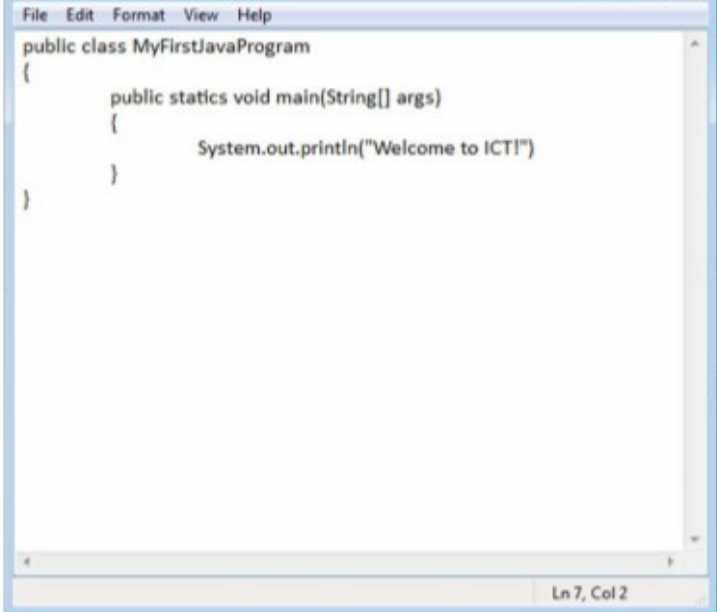 File Edit Format View Help
public class MyFirstJavaProgram
{
public statics void main(String[] args)
{
System.out.println("Welcome to ICT!")
}
}
Ln 7, Col 2